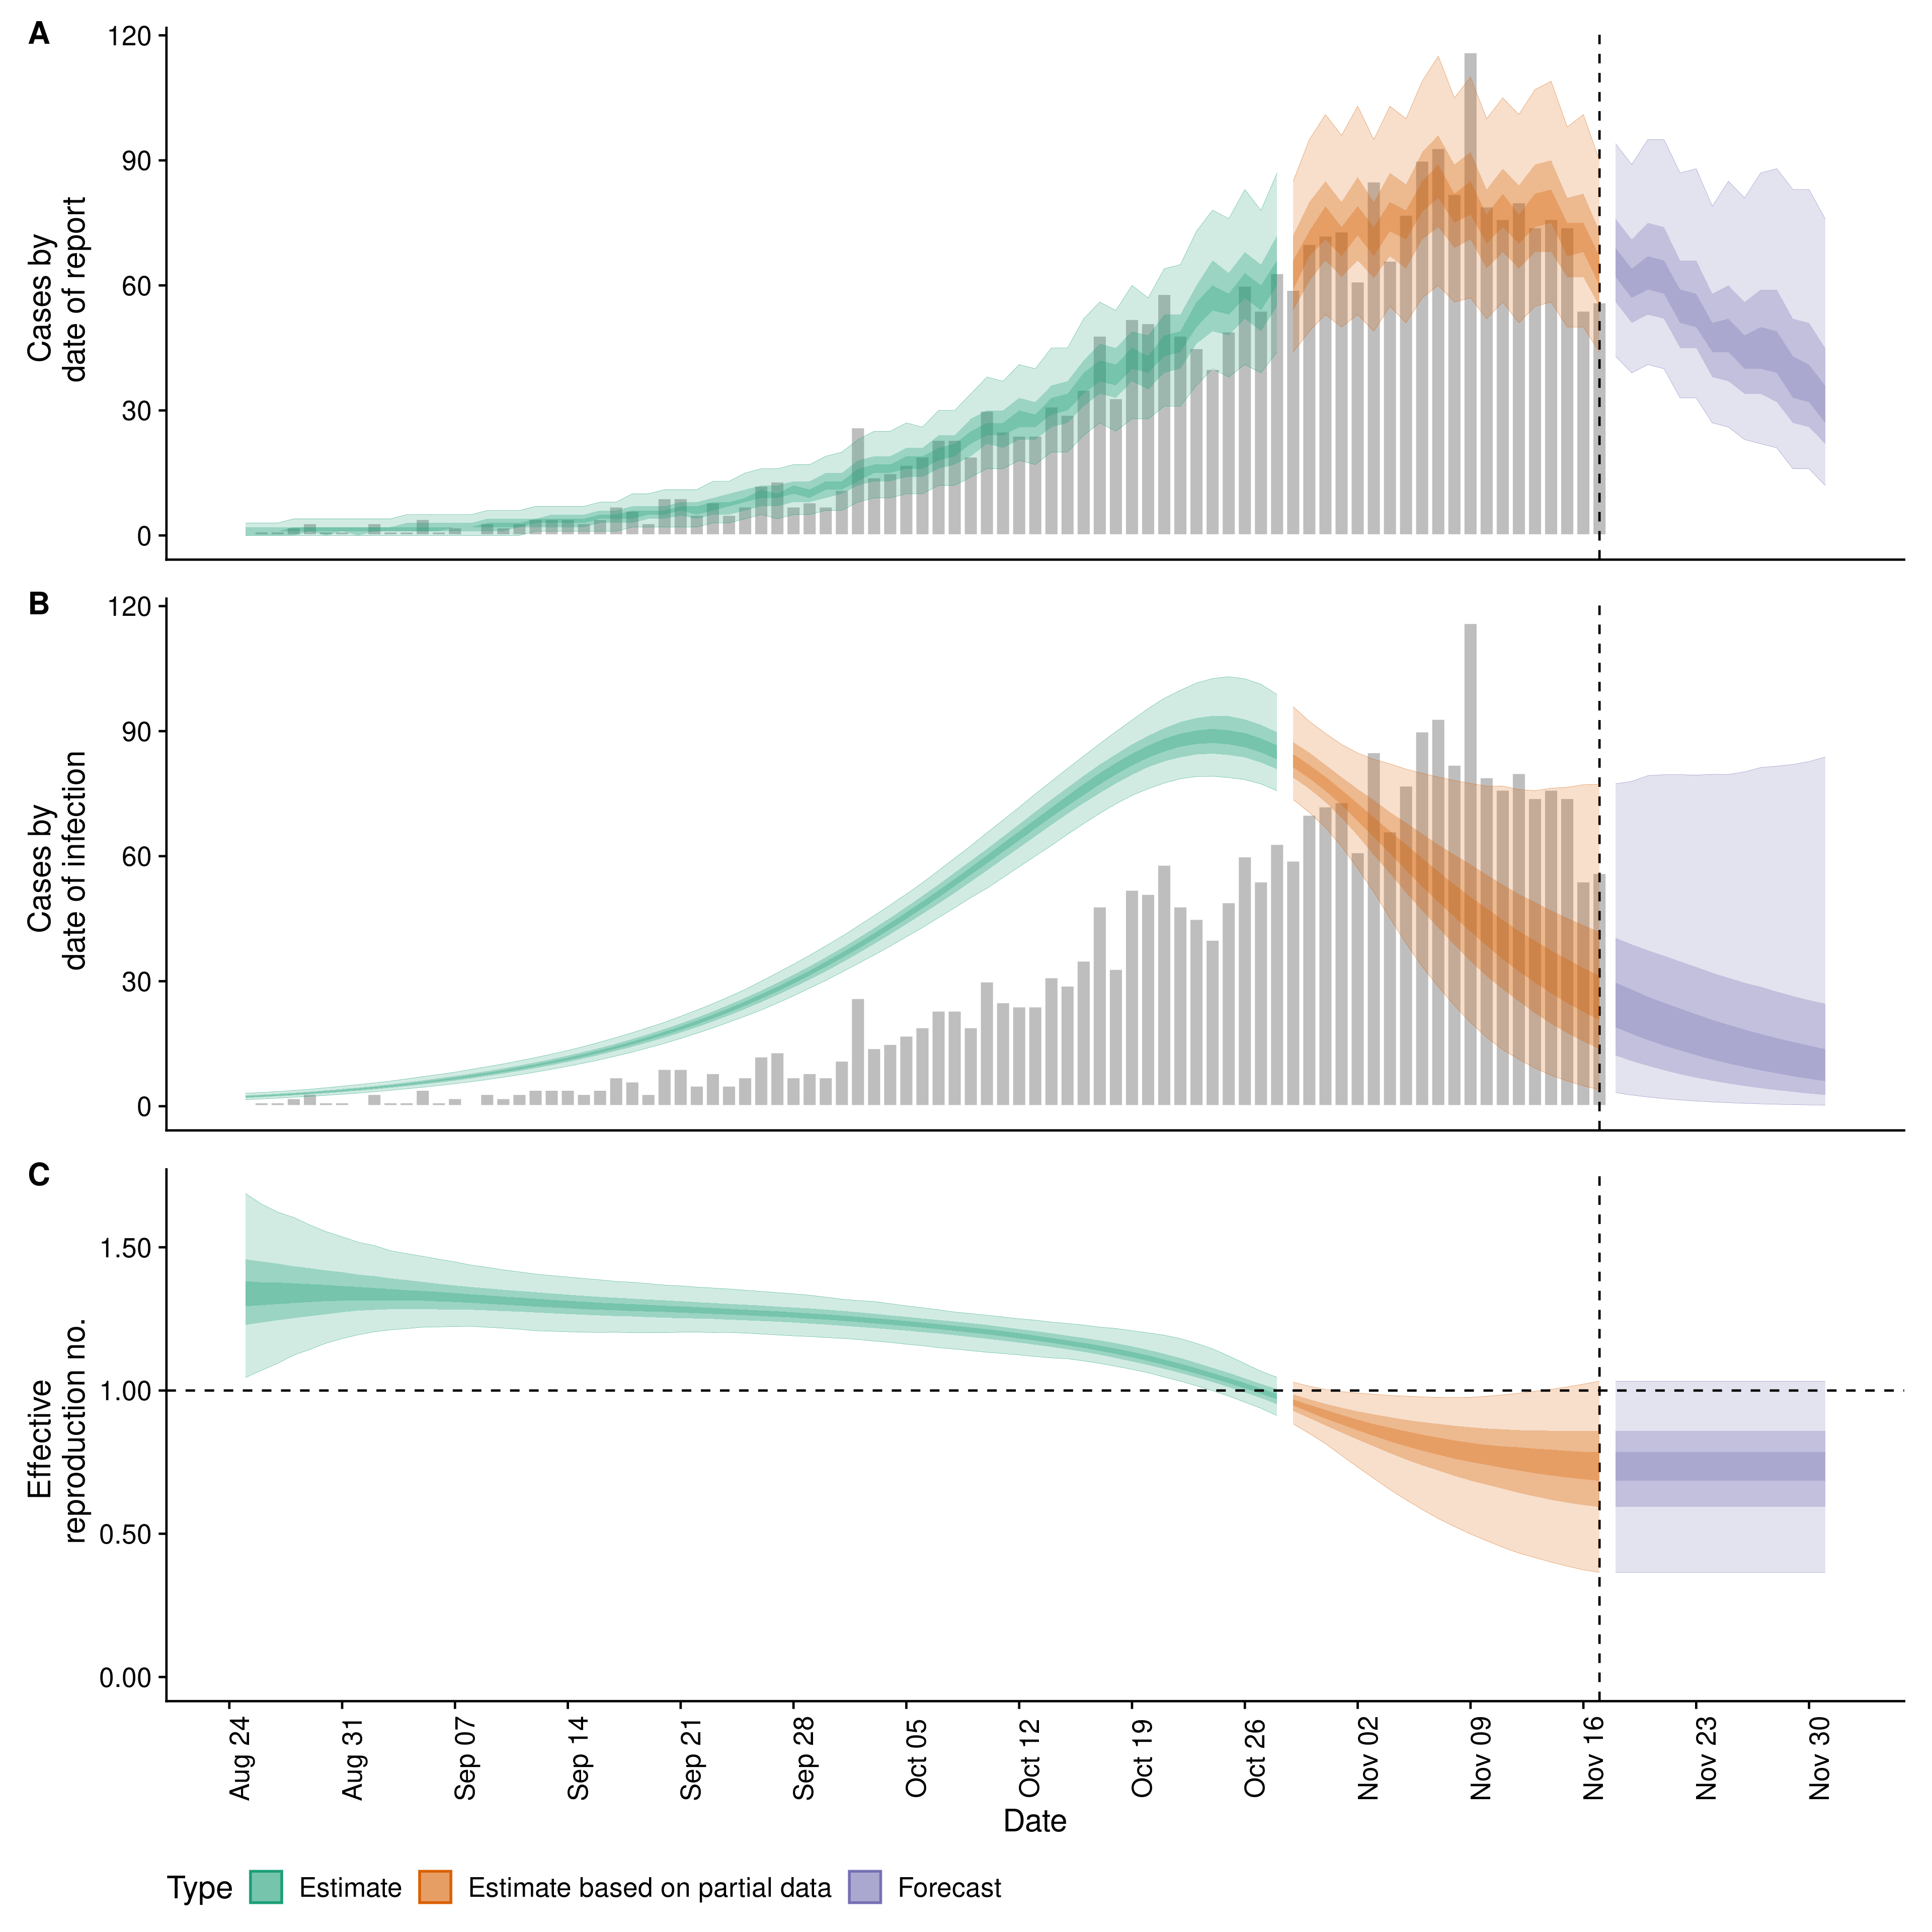 A
Cases by
date of report
120
90
60
30
0
B
Cases by
date of infection
120
90
60
30
0
C
Effective
reproduction no.
1.50
1.00
0.50
0.00
Aug 24
Aug 31
Sep 07
Sep 14
Sep 21
Sep 28
Oct 05
Oct 12
Oct 19
Oct 26
Nov 02
Nov 09
Nov 16
Nov 23
Nov 30
Date
Type Estimate Estimate based on partial data Forecast